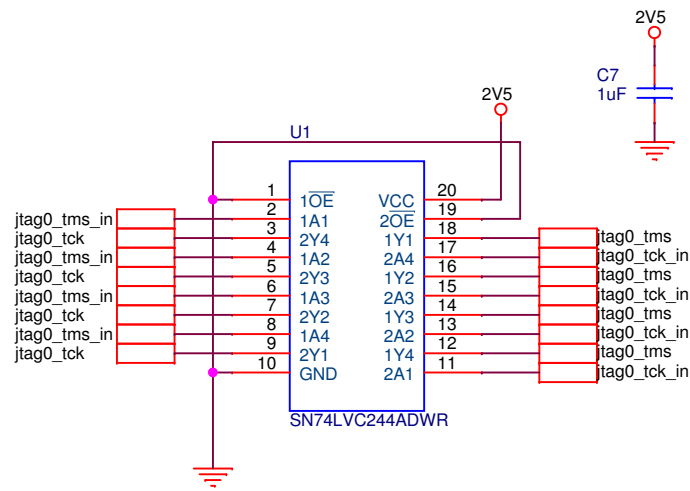 2V5
C7
1uF
2V5
U1
1 1OE VCC 20
jtag0_tms_in 2 1A1 2OE 19
jtag0_tck 3 2Y4 1Y1 18 jtag0_tms
jtag0_tms_in 4 1A2 2A4 17 jtag0_tck_in
jtag0_tck 5 2Y3 1Y2 16 jtag0_tms
jtag0_tms_in 6 1A3 2A3 15 jtag0_tck_in
jtag0_tck 7 2Y2 1Y3 14 jtag0_tms
jtag0_tms_in 8 1A4 2A2 13 jtag0_tck_in
jtag0_tck 9 2Y1 1Y4 12 jtag0_tms
10 GND 2A1 11 jtag0_tck_in
SN74LVC244ADWR